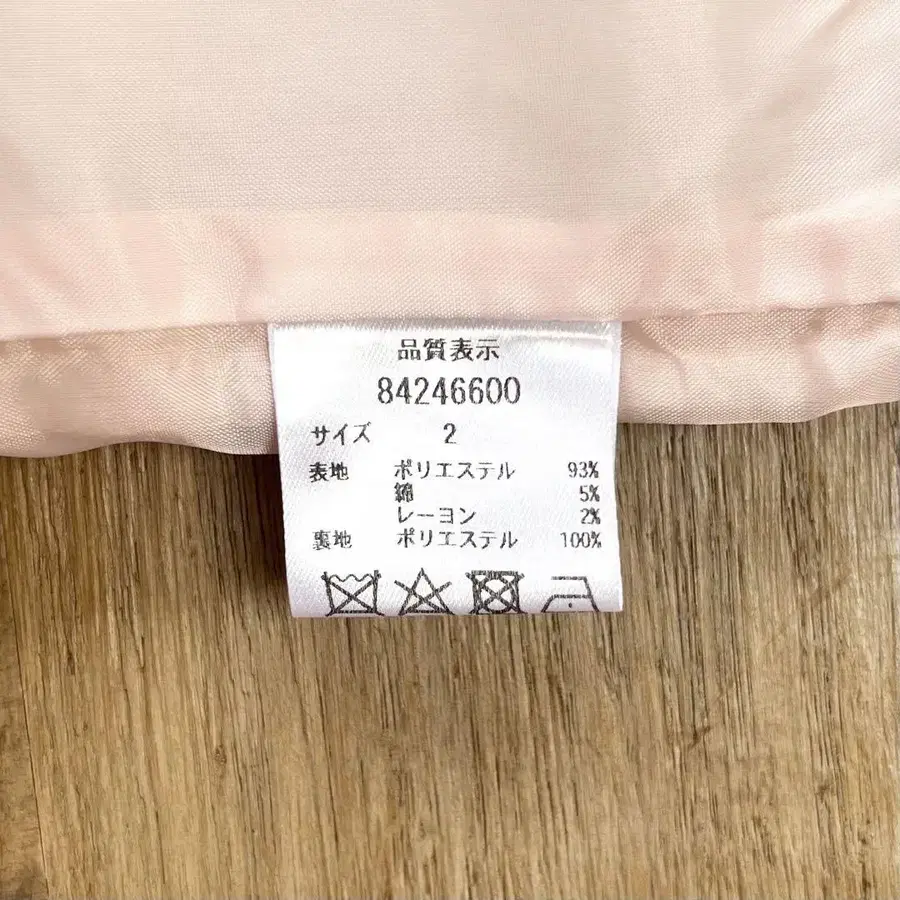 品質表示
84246600
サイズ 2
表地 ポリエステル 93%
綿 5%
レーヨン 2%
裏地 ポリエステル 100%